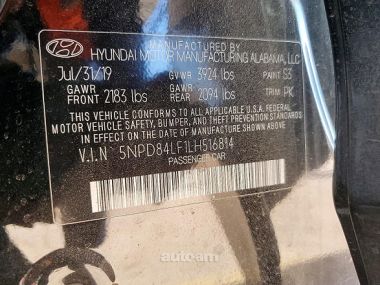 MANUFACTURED BY
HYUNDAI MOTOR MANUFACTURING ALABAMA, LLC
Jul/31/19 GVWR 3924 lbs PAINT S3
GAWR GAWR
FRONT 2183 lbs REAR 2094 lbs TRIM PK
THIS VEHICLE CONFORMS TO ALL APPLICABLE U.S. FEDERAL
MOTOR VEHICLE SAFETY, BUMPER, AND THEFT PREVENTION STANDARDS
IN EFFECT ON THE DATE OF MANUFACTURE SHOWN ABOVE.
V.I.N 5NPD84LF1LH516814
PASSENGER CAR
auto.am